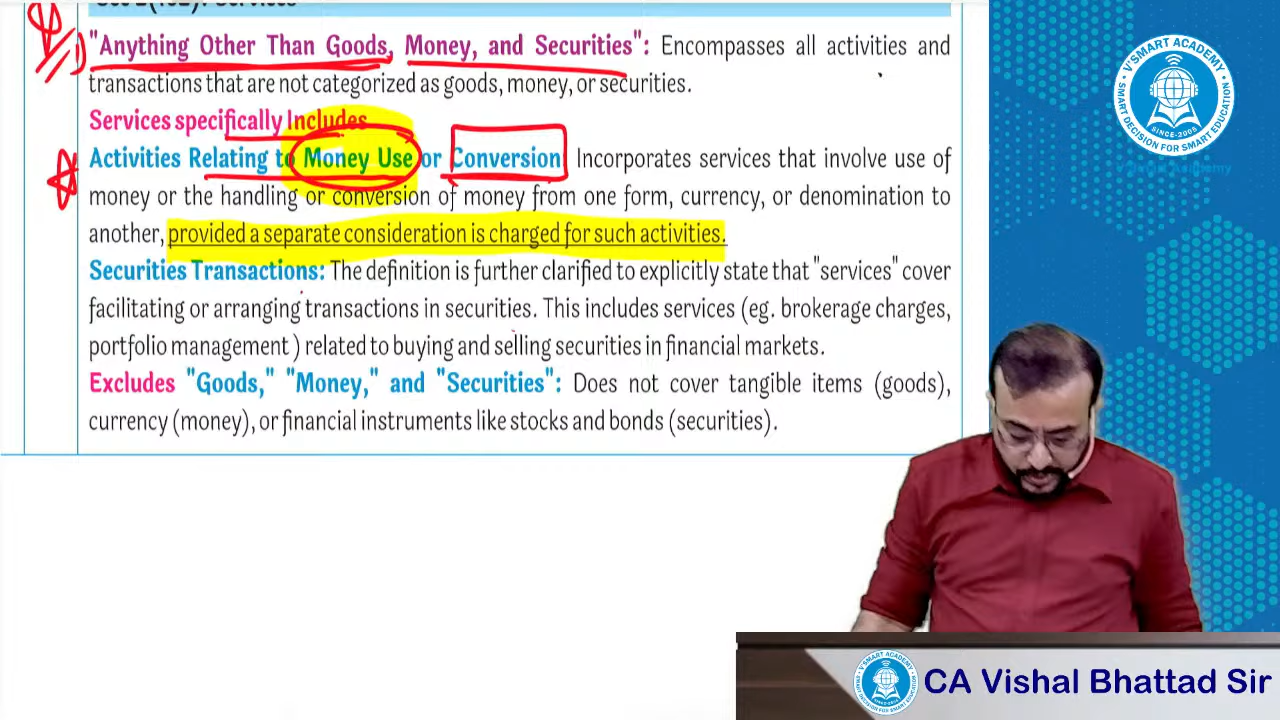 "Anything Other Than Goods, Money, and Securities": Encompasses all activities and
transactions that are not categorized as goods, money, or securities.
Services specifically Includes
Activities Relating to Money Use or Conversion: Incorporates services that involve use of
money or the handling or conversion of money from one form, currency, or denomination to
another, provided a separate consideration is charged for such activities.
Securities Transactions: The definition is further clarified to explicitly state that "services" cover
facilitating or arranging transactions in securities. This includes services (eg. brokerage charges,
portfolio management ) related to buying and selling securities in financial markets.
Excludes "Goods," "Money," and "Securities": Does not cover tangible items (goods),
currency (money), or financial instruments like stocks and bonds (securities).
V'SMART ACADEMY
SMART DECISION FOR SMART EDUCATION
SINCE-2008
CA Vishal Bhattad Sir